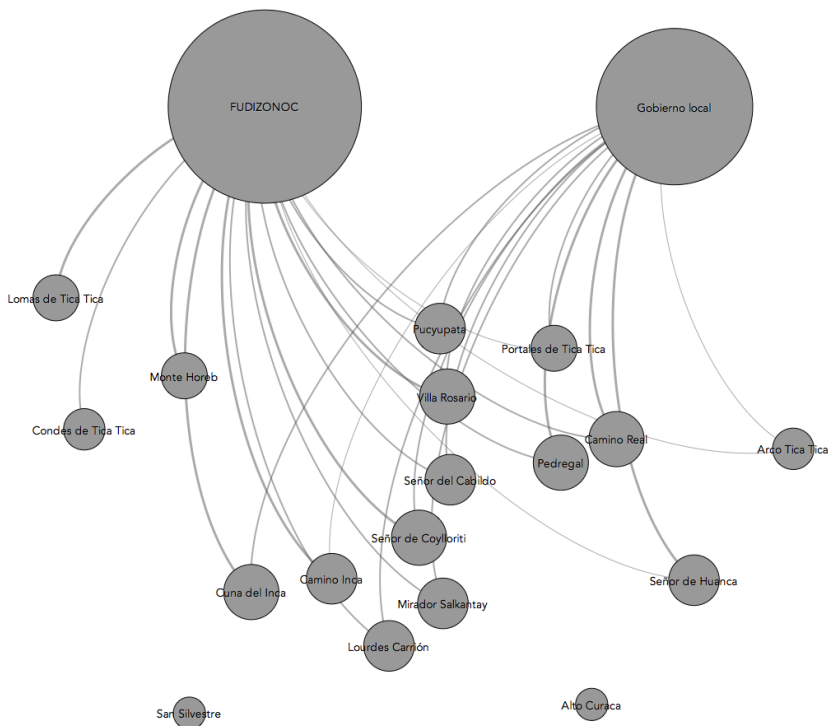 FUDIZONOC
Gobierno local
Lomas de Tica Tica
Pucyupata
Portales de Tica Tica
Monte Horeb
Villa Rosario
Condes de Tica Tica
Camino Real
Arco Tica Tica
Pedregal
Señor del Cabildo
Señor de Coylloriti
Camino Inca
Señor de Huanca
Cuna del Inca
Mirador Salkantay
Lourdes Carrión
Alto Curaca
San Silvestre